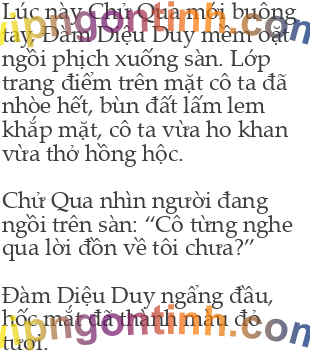 Lúc này Chử Qua mới buông
tay, Đàm Diệu Duy mềm oặt
ngồi phịch xuống sàn. Lớp
trang điểm trên mặt cô ta đã
nhòe hết, bùn đất lấm lem
khắp mặt, cô ta vừa ho khan
vừa thở hồng hộc.
Chử Qua nhìn người đang
ngồi trên sàn: “Cô từng nghe
qua lời đồn về tôi chưa?”
Đàm Diệu Duy ngẩng đầu,
hốc mắt đã thành màu đỏ
tươi.